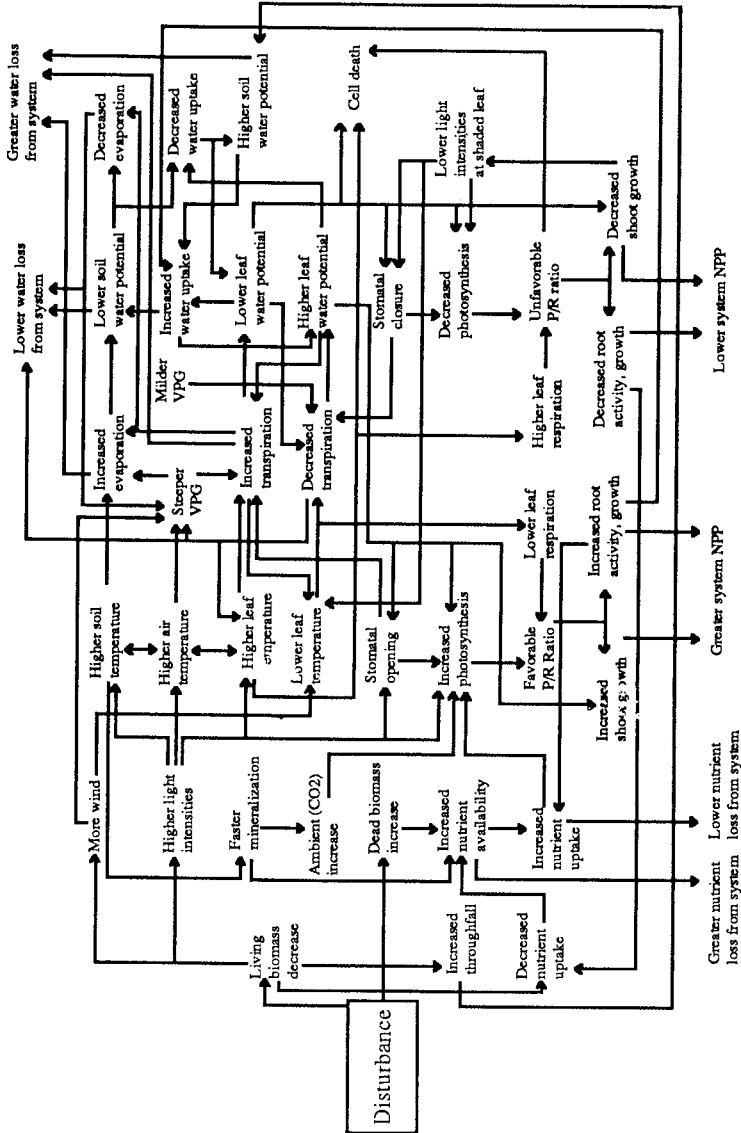 Disturbance
Living
biomass
decrease
Increased
throughfall
Decreased
nutrient
uptake
More wind
Higher light
intensities
Faster
mineralization
Ambient (CO2)
increase
Dead biomass
increase
Increased
nutrient
availability
Increased
nutrient
uptake
Greater nutrient
loss from system
Lower nutrient
loss from system
Higher soil
temperature
Higher air
temperature
Higher leaf
temperature
Lower leaf
temperature
Stomatal
opening
Increased
photosynthesis
Favorable
P/R Ratio
Increased
shoot growth
Lower leaf
respiration
Increased root
activity, growth
Greater system NPP
Increased
evaporation
Steeper
VPG
Increased
transpiration
Decreased
transpiration
Milder
VPG
Higher leaf
respiration
Decreased root
activity, growth
Lower system NPP
Lower water loss
from system
Lower soil
water potential
Increased
water uptake
Lower leaf
water potential
Higher leaf
water potential
Stomatal
closure
Decreased
photosynthesis
Unfavorable
P/R ratio
Decreased
shoot growth
Greater water loss
from system
Decreased
evaporation
Decreased
water uptake
Higher soil
water potential
Cell death
Lower light
intensities
at shaded leaf